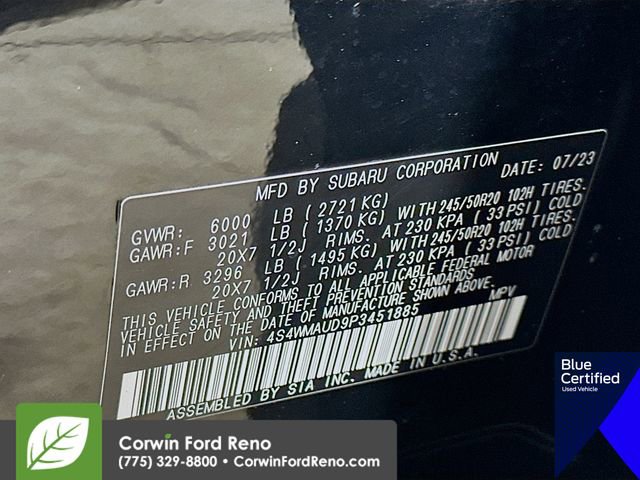 MFD BY SUBARU CORPORATION DATE: 07/23
GVWR: 6000 LB ( 2721 KG)
GAWR:F 3021 LB ( 1370 KG) WITH 245/50R20 102H TIRES.
20X7 1/2J RIMS. AT 230 KPA ( 33 PSI) COLD
GAWR:R 3296 LB ( 1495 KG) WITH 245/50R20 102H TIRES.
20X7 1/2J RIMS. AT 230 KPA ( 33 PSI) COLD
THIS VEHICLE CONFORMS TO ALL APPLICABLE FEDERAL MOTOR
VEHICLE SAFETY AND THEFT PREVENTION STANDARDS
IN EFFECT ON THE DATE OF MANUFACTURE SHOWN ABOVE.
VIN: 4S4WMAUD9P3451885 MPV
ASSEMBLED BY SIA INC. MADE IN U.S.A.
Blue
Certified
Used Vehicle
Corwin Ford Reno
(775) 329-8800 • CorwinFordReno.com